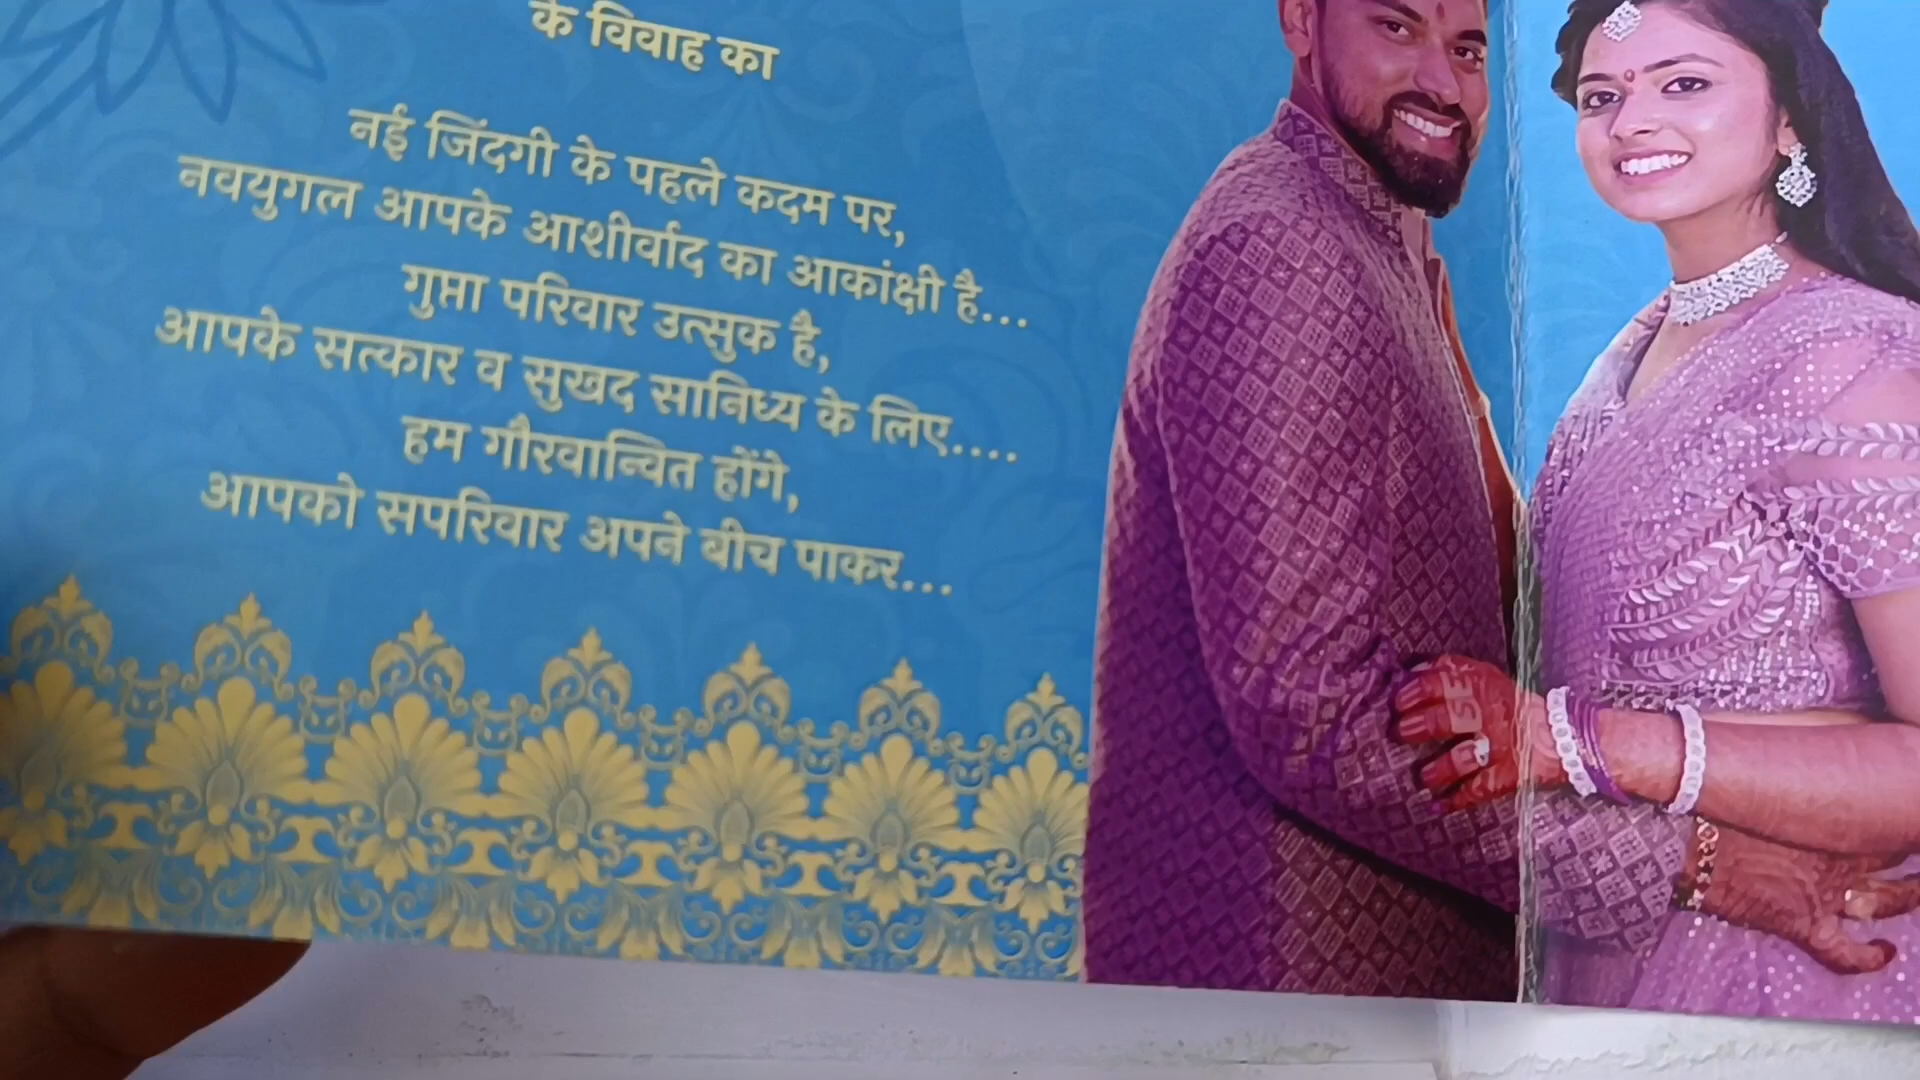 के विवाह का
नई जिंदगी के पहले कदम पर,
नवयुगल आपके आशीर्वाद का आकांक्षी है...
गुप्ता परिवार उत्सुक है,
आपके सत्कार व सुखद सानिध्य के लिए....
हम गौरवान्वित होंगे,
आपको सपरिवार अपने बीच पाकर...